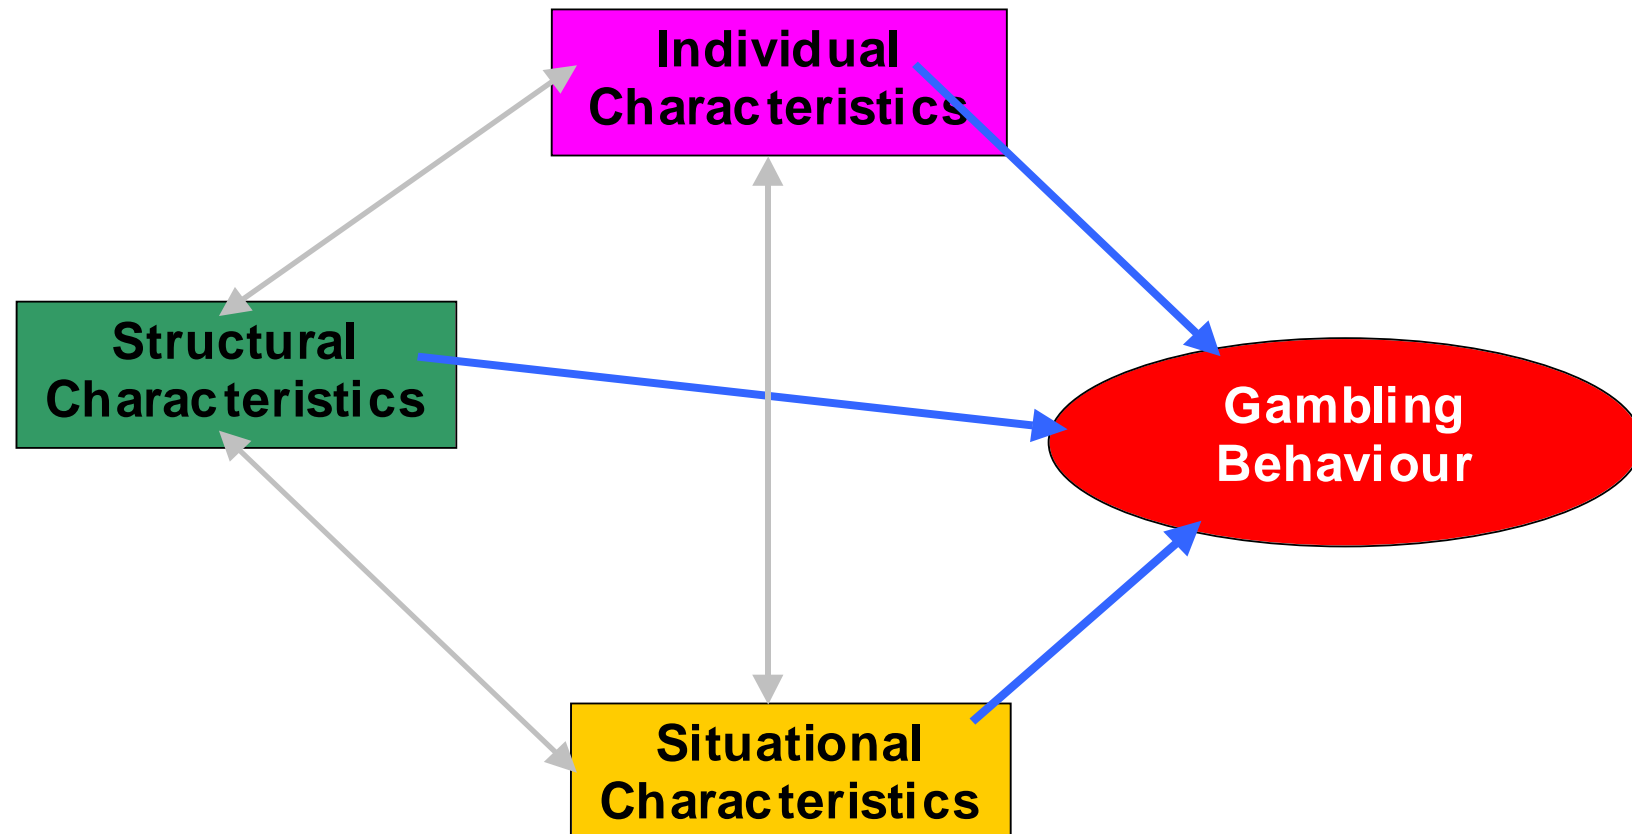 Individual
Characteristics
Structural
Characteristics
Gambling
Behaviour
Situational
Characteristics